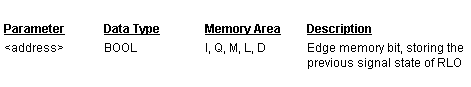 Parameter Data Type Memory Area Description
<address> BOOL I, Q, M, L, D Edge memory bit, storing the
previous signal state of RLO